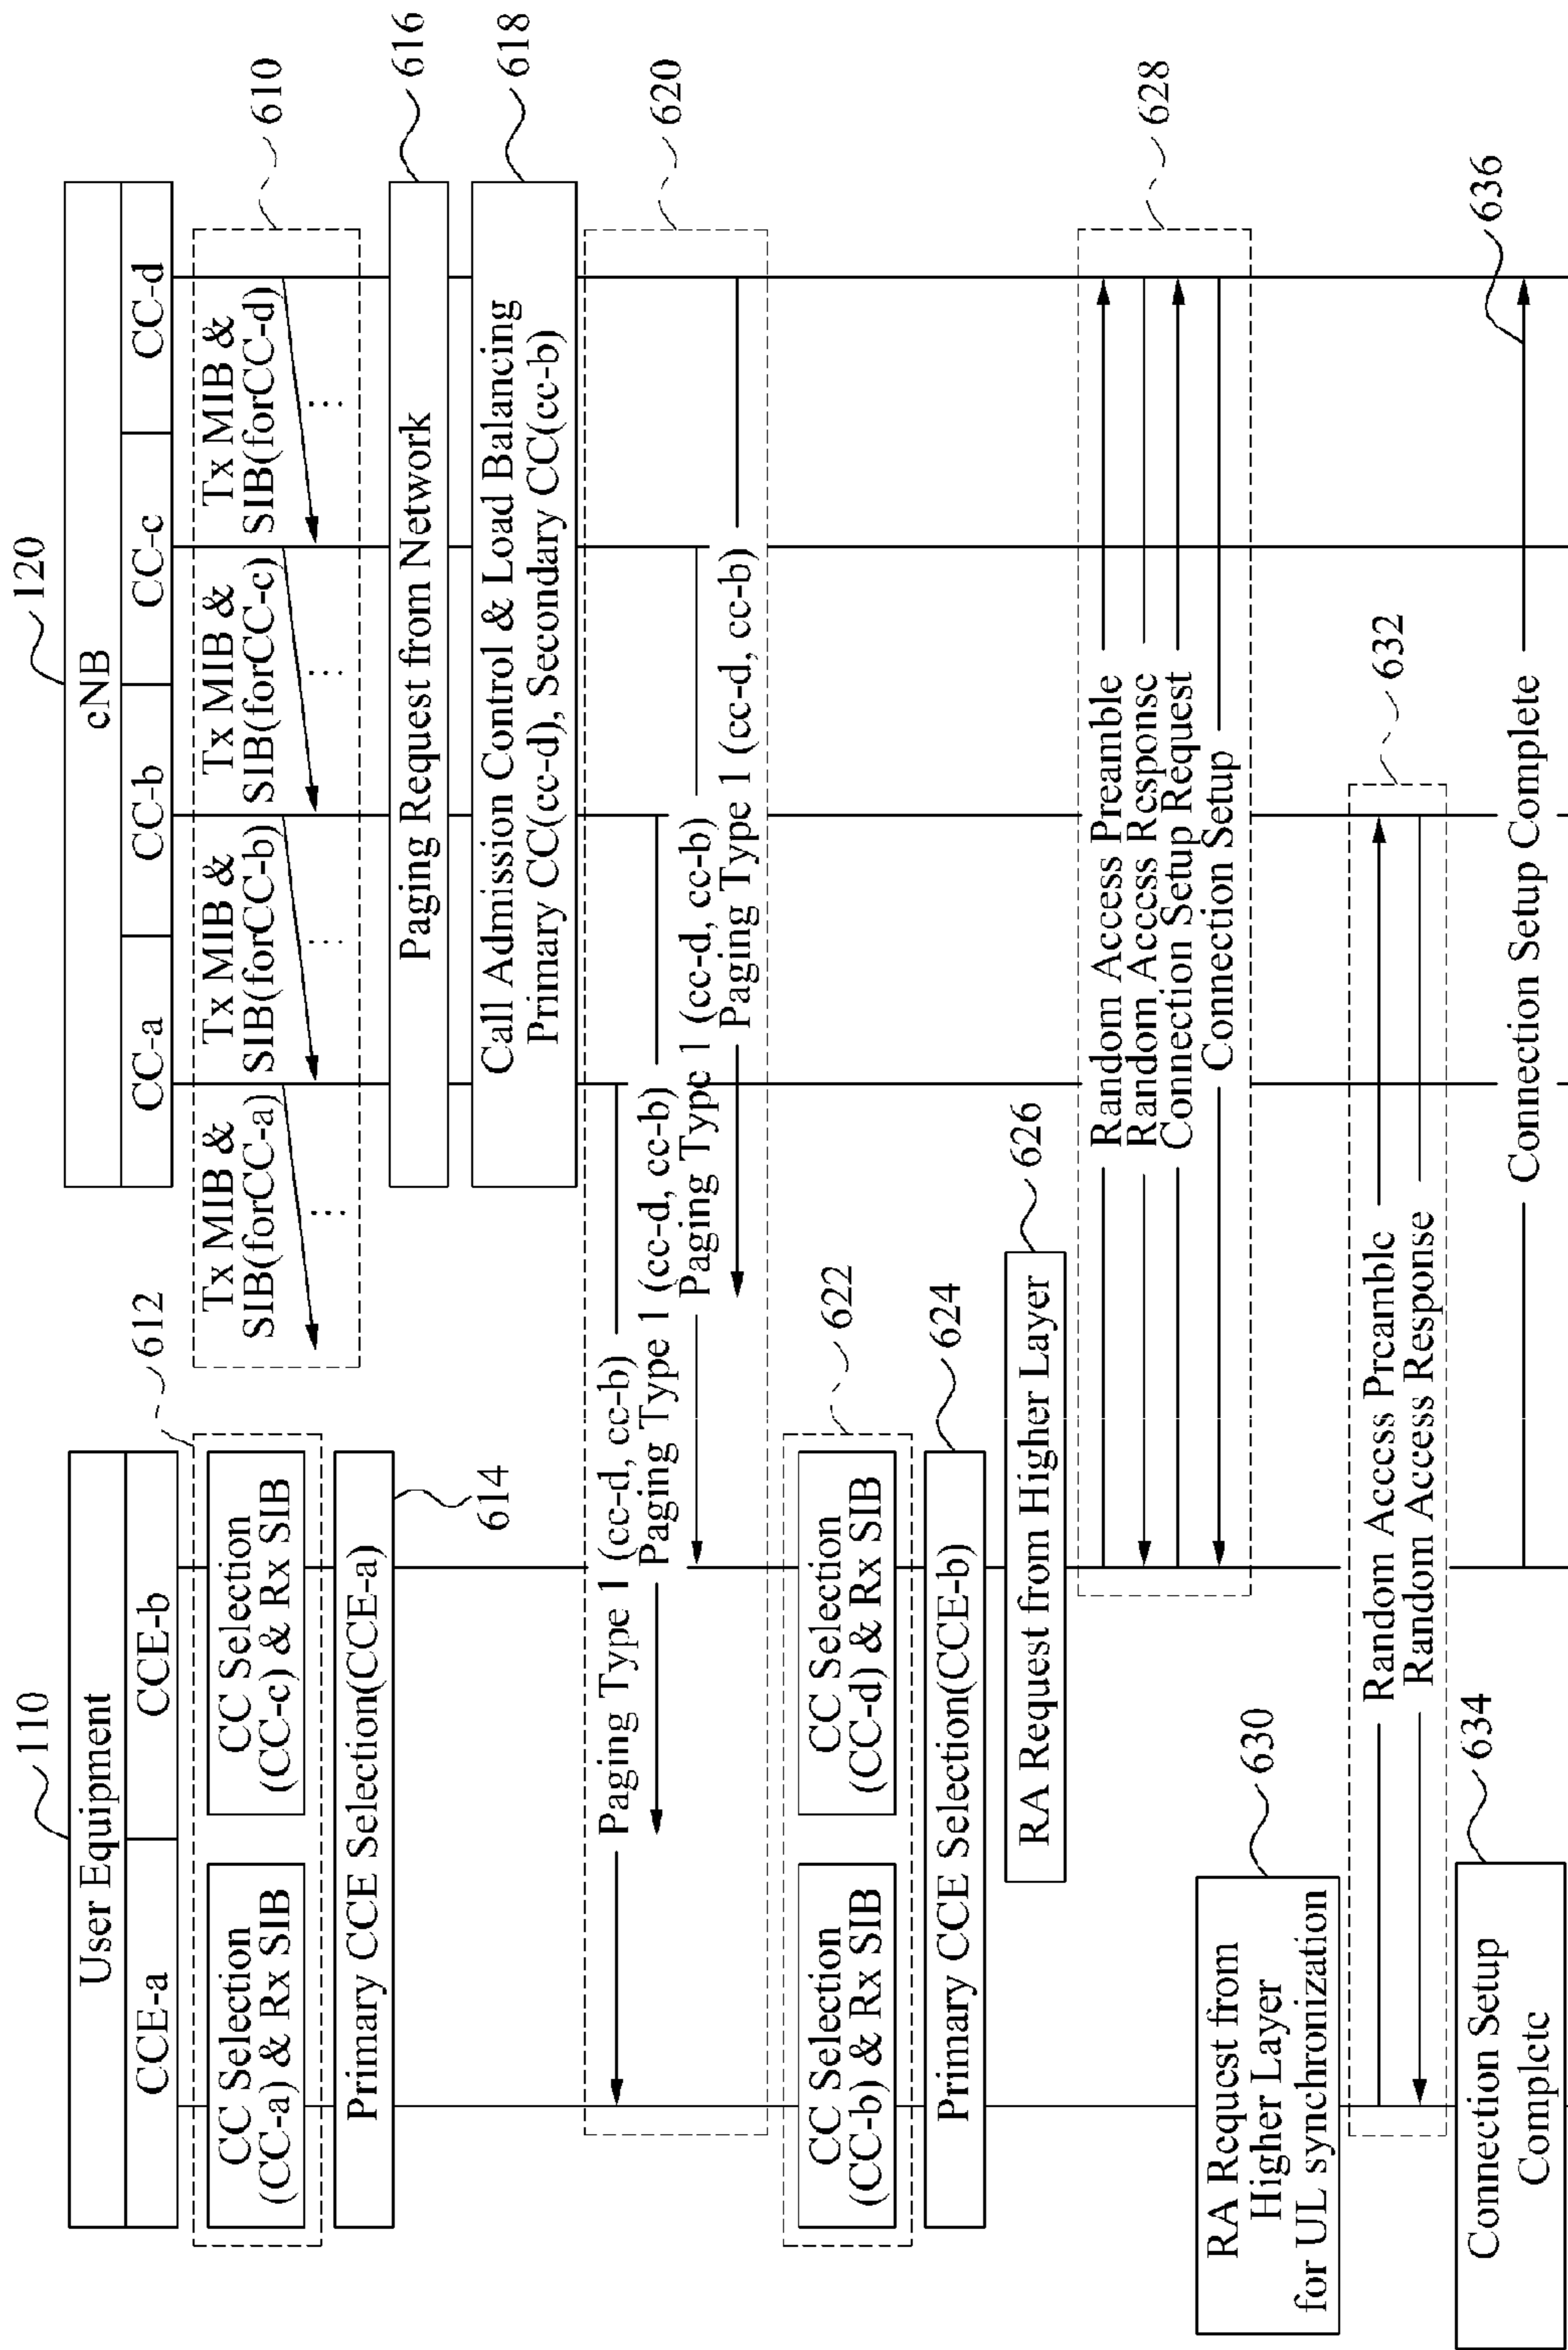 110
120
User Equipment
cNB
CCE-a
CCE-b
CC-a
CC-b
CC-c
CC-d
612
610
CC Selection
(CC-a) & Rx SIB
CC Selection
(CC-c) & Rx SIB
Tx MIB &
SIB(forCC-a)
Tx MIB &
SIB(forCC-b)
Tx MIB &
SIB(forCC-c)
Tx MIB &
SIB(forCC-d)
Primary CCE Selection(CCE-a)
614
Paging Request from Network
616
Call Admission Control & Load Balancing
Primary CC(cc-d), Secondary CC(cc-b)
618
620
Paging Type 1 (cc-d, cc-b)
Paging Type 1 (cc-d, cc-b)
Paging Type 1 (cc-d, cc-b)
Paging Type 1 (cc-d, cc-b)
CC Selection
(CC-b) & Rx SIB
CC Selection
(CC-d) & Rx SIB
622
Primary CCE Selection(CCE-b)
624
RA Request from Higher Layer
626
628
Random Access Preamble
Random Access Response
Connection Setup Request
Connection Setup
RA Request from
Higher Layer
for UL synchronization
630
632
Random Access Preamble
Random Access Response
Connection Setup
Complete
634
Connection Setup Complete
636